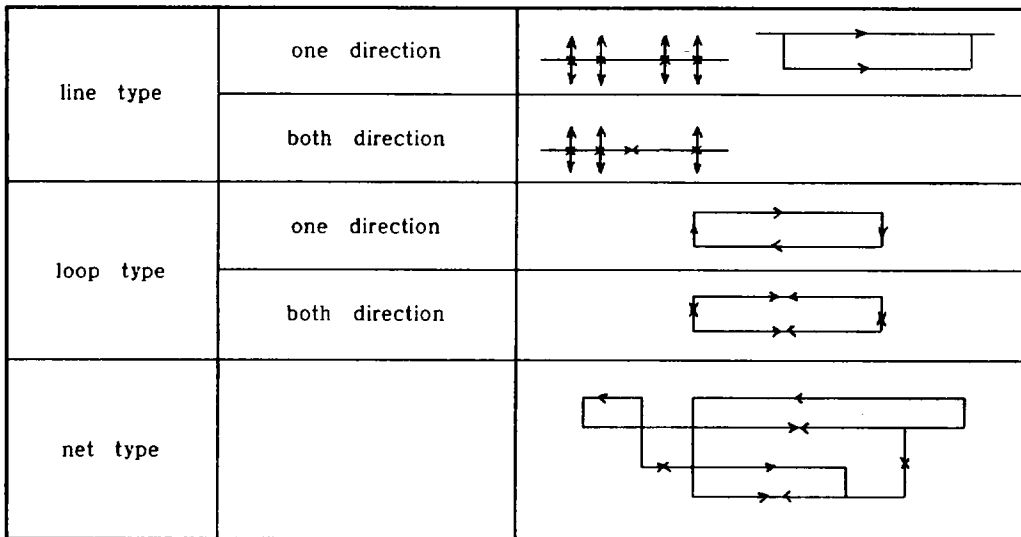 line type
one direction
both direction
loop type
one direction
both direction
net type